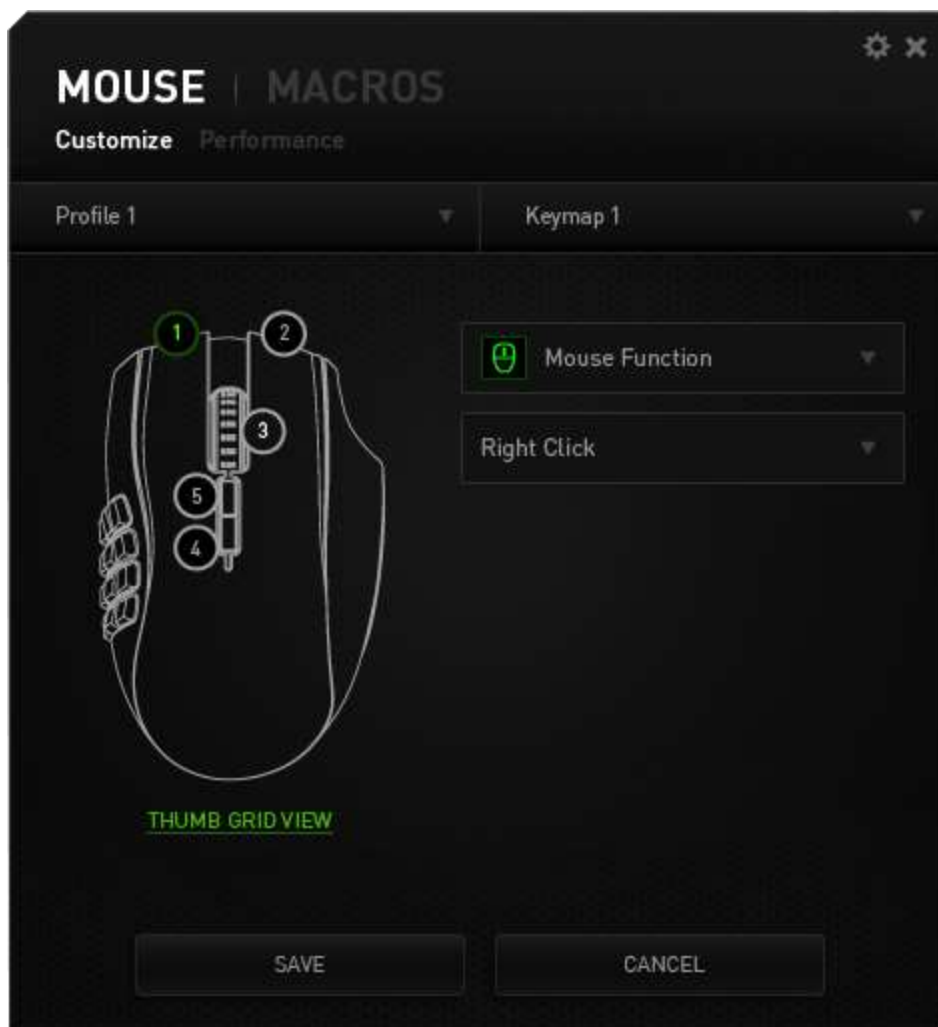 MOUSE | MACROS
Customize Performance
Profile 1 Keymap 1
1 2
Mouse Function
3
Right Click
5
4
THUMB GRID VIEW
SAVE CANCEL